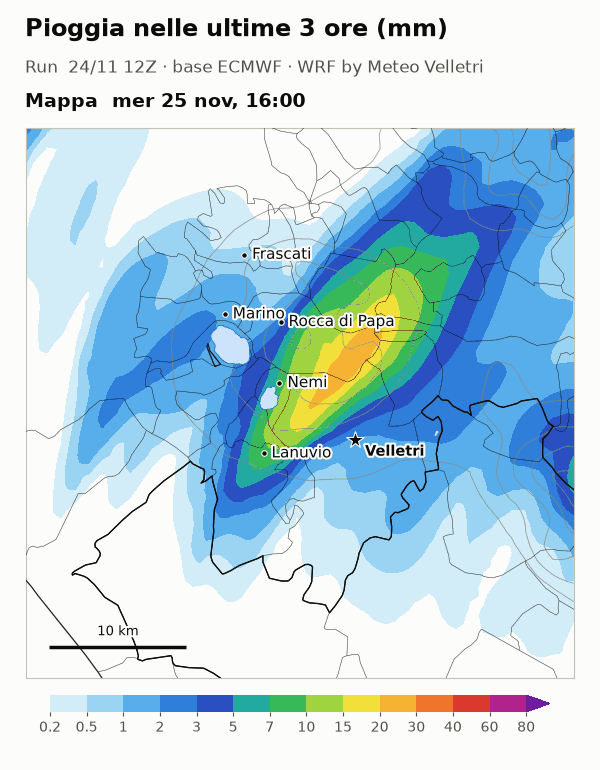 Pioggia nelle ultime 3 ore (mm)
Run  24/11 12Z · base ECMWF · WRF by Meteo Velletri
Mappa  mer 25 nov, 16:00
Frascati
Marino
Rocca di Papa
Nemi
Velletri
Lanuvio
10 km
0.2 0.5 1 2 3 5 7 10 15 20 30 40 60 80